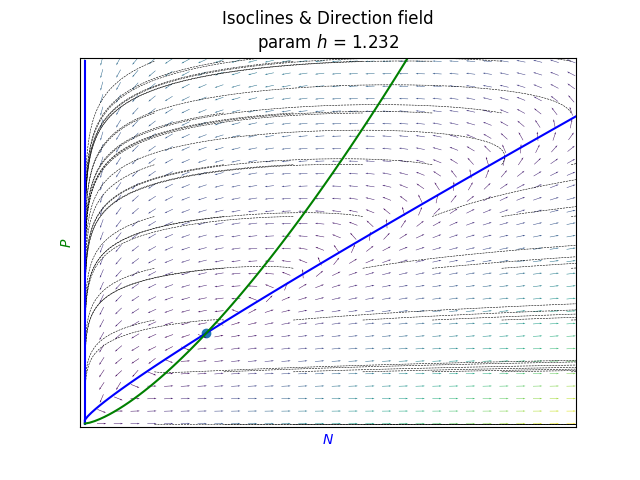 Isoclines & Direction field
param h = 1.232
P
N